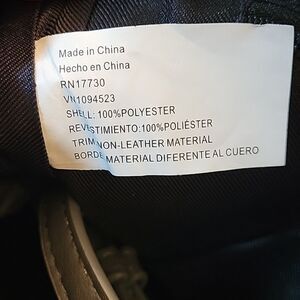 Made in China
Hecho en China
RN17730
VN1094523
SHELL: 100%POLYESTER
REVESTIMIENTO:100%POLIÉSTER
TRIM:NON-LEATHER MATERIAL
BORDE:MATERIAL DIFERENTE AL CUERO